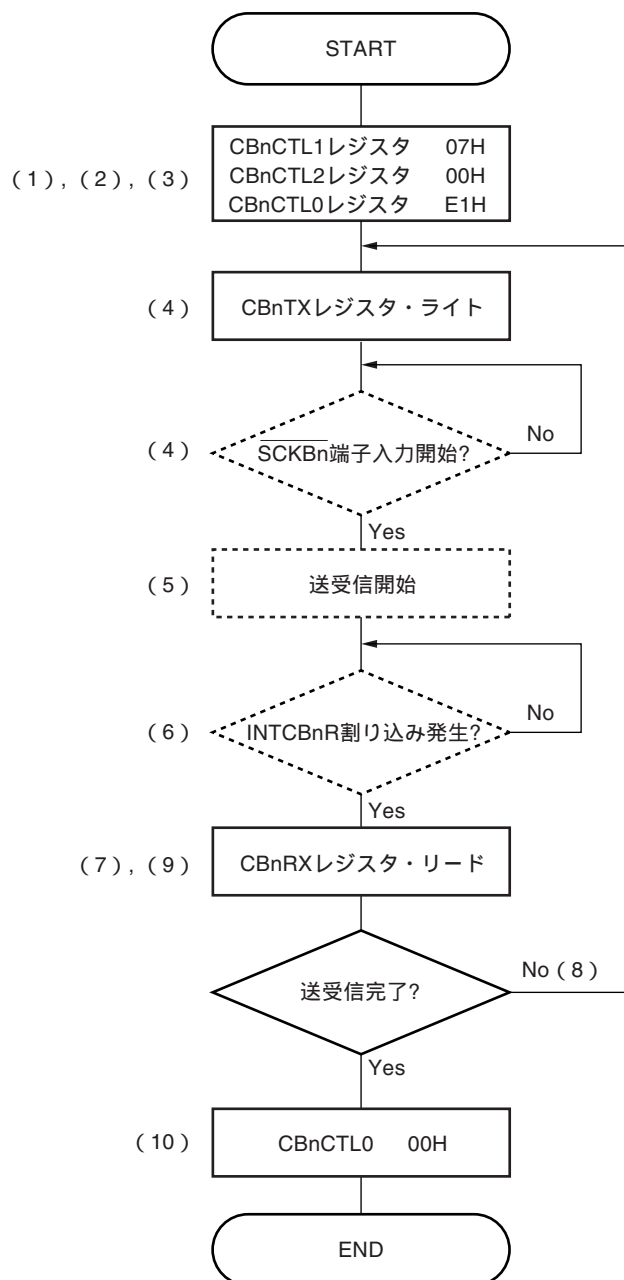 START
(1), (2), (3)
CBnCTL1レジスタ 07H
CBnCTL2レジスタ 00H
CBnCTL0レジスタ E1H
(4) CBnTXレジスタ・ライト
(4) SCKBn端子入力開始? No
Yes
(5) 送受信開始
(6) INTCBnR割り込み発生? No
Yes
(7), (9) CBnRXレジスタ・リード
送受信完了? No (8)
Yes
(10) CBnCTL0 00H
END